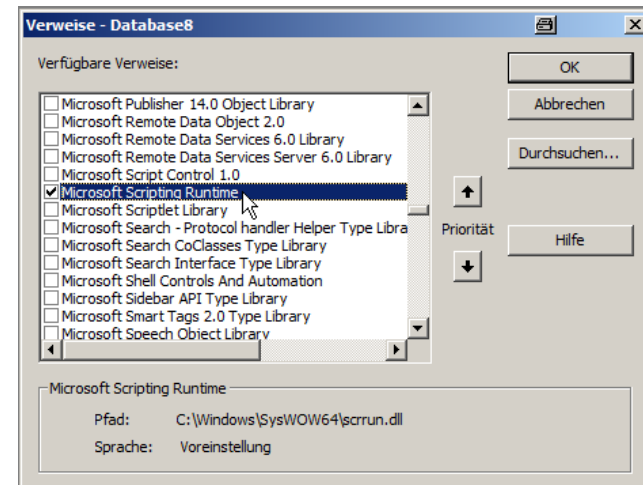 Verweise - Database8
Verfügbare Verweise:
OK
Microsoft Publisher 14.0 Object Library
Abbrechen
Microsoft Remote Data Object 2.0
Microsoft Remote Data Services 6.0 Library
Microsoft Remote Data Services Server 6.0 Library
Durchsuchen...
Microsoft Script Control 1.0
Microsoft Scripting Runtime
Microsoft Scriptlet Library
Microsoft Search - Protocol handler Helper Type Libra
Priorität
Hilfe
Microsoft Search CoClasses Type Library
Microsoft Search Interface Type Library
Microsoft Shell Controls And Automation
Microsoft Sidebar API Type Library
Microsoft Smart Tags 2.0 Type Library
Microsoft Speech Object Library
Microsoft Scripting Runtime
Pfad: C:\Windows\SysWOW64\scrrun.dll
Sprache: Voreinstellung